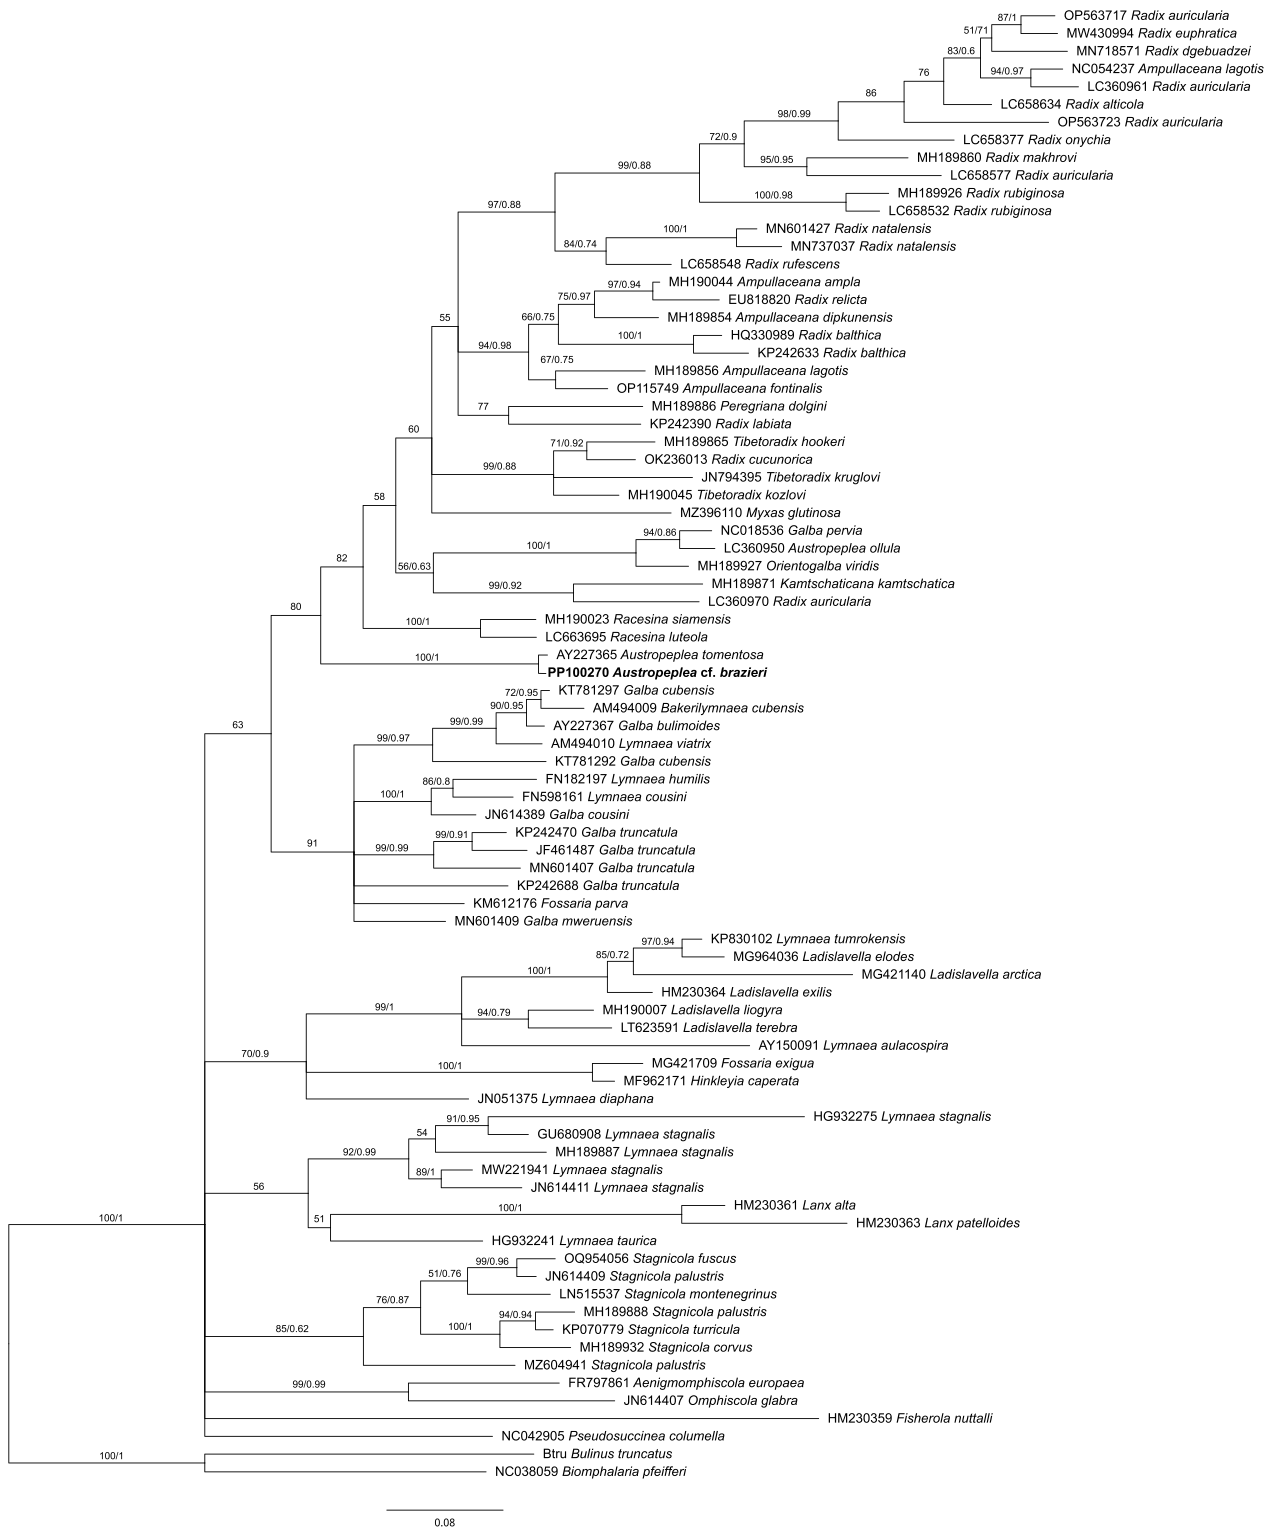 87/1
OP563717 Radix auricularia
51/71
MW430994 Radix euphratica
83/0.6
MN718571 Radix dgebuadzei
76
94/0.97
NC054237 Ampullaceana lagotis
LC360961 Radix auricularia
86
LC658634 Radix alticola
98/0.99
OP563723 Radix auricularia
72/0.9
LC658377 Radix onychia
99/0.88
95/0.95
MH189860 Radix makhrovi
LC658577 Radix auricularia
100/0.98
MH189926 Radix rubiginosa
97/0.88
LC658532 Radix rubiginosa
100/1
MN601427 Radix natalensis
84/0.74
MN737037 Radix natalensis
LC658548 Radix rufescens
97/0.94
MH190044 Ampullaceana ampla
75/0.97
EU818820 Radix relicta
55
66/0.75
MH189854 Ampullaceana dipkunensis
94/0.98
100/1
HQ330989 Radix balthica
KP242633 Radix balthica
67/0.75
MH189856 Ampullaceana lagotis
OP115749 Ampullaceana fontinalis
77
MH189886 Peregriana dolgini
KP242390 Radix labiata
60
71/0.92
MH189865 Tibetoradix hookeri
99/0.88
OK236013 Radix cucunorica
JN794395 Tibetoradix kruglovi
58
MH190045 Tibetoradix kozlovi
MZ396110 Myxas glutinosa
94/0.86
NC018536 Galba pervia
82
56/0.63
100/1
LC360950 Austropeplea ollula
MH189927 Orientogalba viridis
99/0.92
MH189871 Kamtschaticana kamtschatica
LC360970 Radix auricularia
80
100/1
MH190023 Racesina siamensis
LC663695 Racesina luteola
100/1
AY227365 Austropeplea tomentosa
PP100270 Austropeplea cf. brazieri
63
72/0.95
KT781297 Galba cubensis
90/0.95
AM494009 Bakerilymnaea cubensis
99/0.99
AY227367 Galba bulimoides
99/0.97
AM494010 Lymnaea viatrix
KT781292 Galba cubensis
86/0.8
FN182197 Lymnaea humilis
100/1
FN598161 Lymnaea cousini
JN614389 Galba cousini
91
99/0.91
KP242470 Galba truncatula
99/0.99
JF461487 Galba truncatula
MN601407 Galba truncatula
KP242688 Galba truncatula
KM612176 Fossaria parva
MN601409 Galba mweruensis
97/0.94
KP830102 Lymnaea tumrokensis
85/0.72
MG964036 Ladislavella elodes
100/1
MG421140 Ladislavella arctica
HM230364 Ladislavella exilis
99/1
94/0.79
MH190007 Ladislavella liogyra
LT623591 Ladislavella terebra
AY150091 Lymnaea aulacospira
70/0.9
100/1
MG421709 Fossaria exigua
MF962171 Hinkleyia caperata
JN051375 Lymnaea diaphana
91/0.95
HG932275 Lymnaea stagnalis
54
GU680908 Lymnaea stagnalis
92/0.99
MH189887 Lymnaea stagnalis
89/1
MW221941 Lymnaea stagnalis
56
JN614411 Lymnaea stagnalis
100/1
HM230361 Lanx alta
51
HM230363 Lanx patelloides
HG932241 Lymnaea taurica
100/1
99/0.96
OQ954056 Stagnicola fuscus
51/0.76
JN614409 Stagnicola palustris
76/0.87
LN515537 Stagnicola montenegrinus
94/0.94
MH189888 Stagnicola palustris
85/0.62
100/1
KP070779 Stagnicola turricula
MH189932 Stagnicola corvus
MZ604941 Stagnicola palustris
99/0.99
FR797861 Aenigmomphiscola europaea
JN614407 Omphiscola glabra
HM230359 Fisherola nuttalli
NC042905 Pseudosuccinea columella
100/1
Btru Bulinus truncatus
NC038059 Biomphalaria pfeifferi
0.08